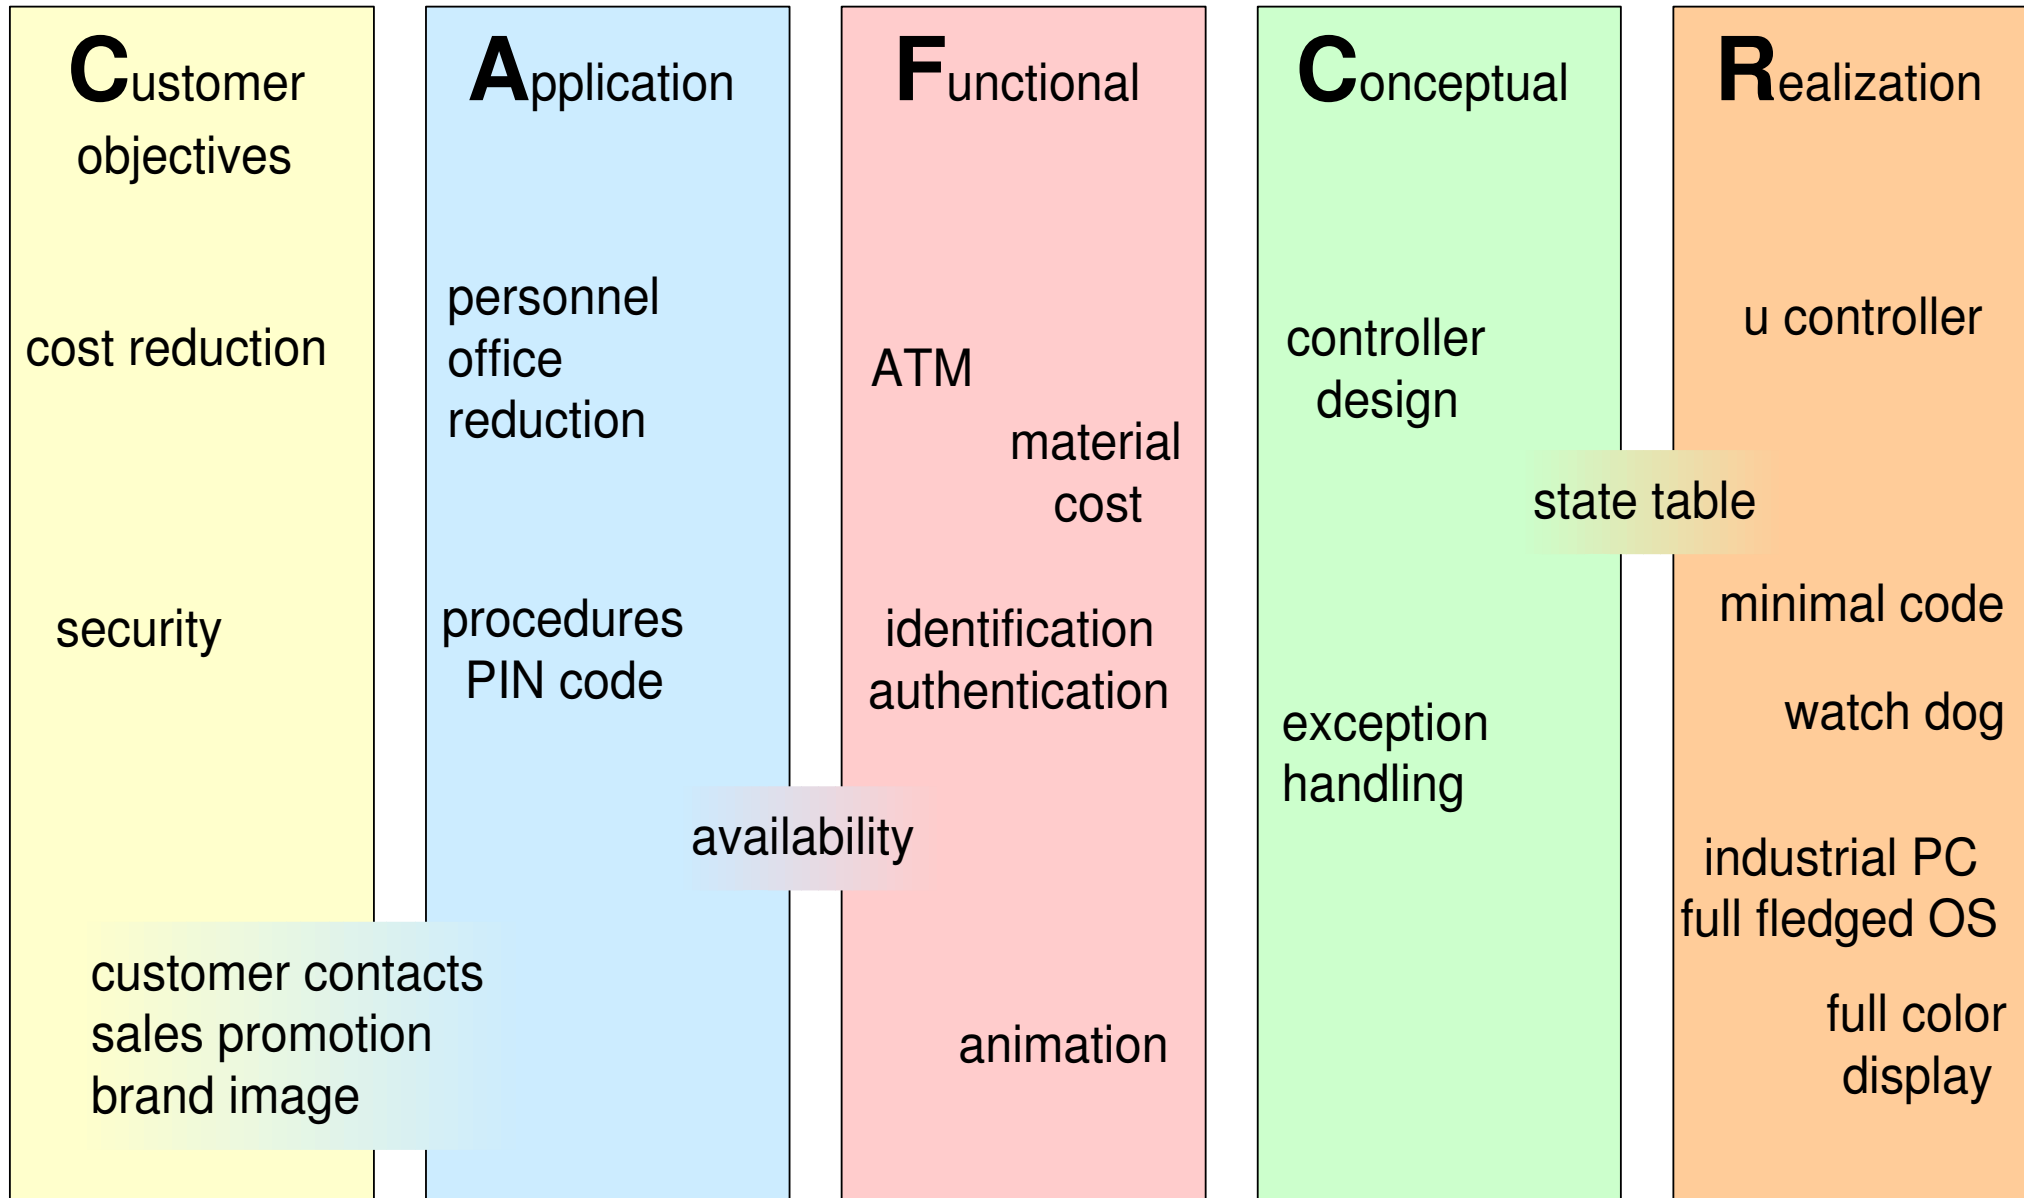 Customer
objectives
cost reduction
security
customer contacts
sales promotion
brand image
Application
personnel
office
reduction
procedures
PIN code
availability
Functional
ATM
material
cost
identification
authentication
animation
Conceptual
controller
design
state table
exception
handling
Realization
u controller
minimal code
watch dog
industrial PC
full fledged OS
full color
display